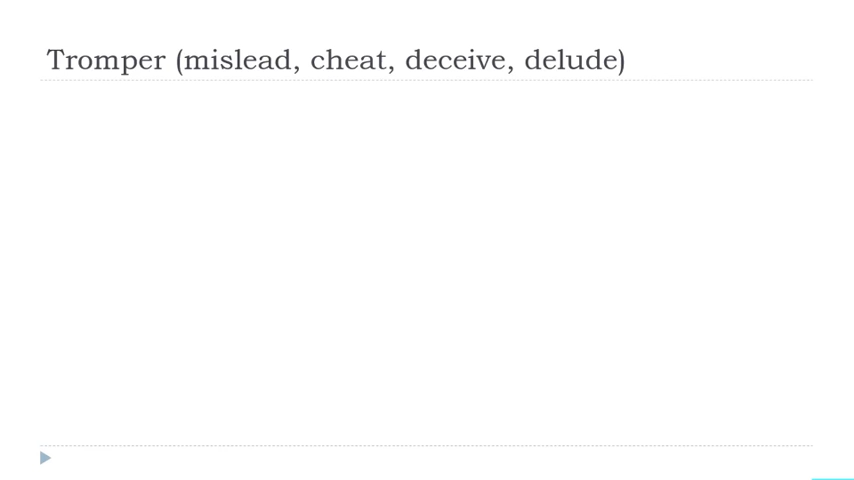 Tromper (mislead, cheat, deceive, delude)